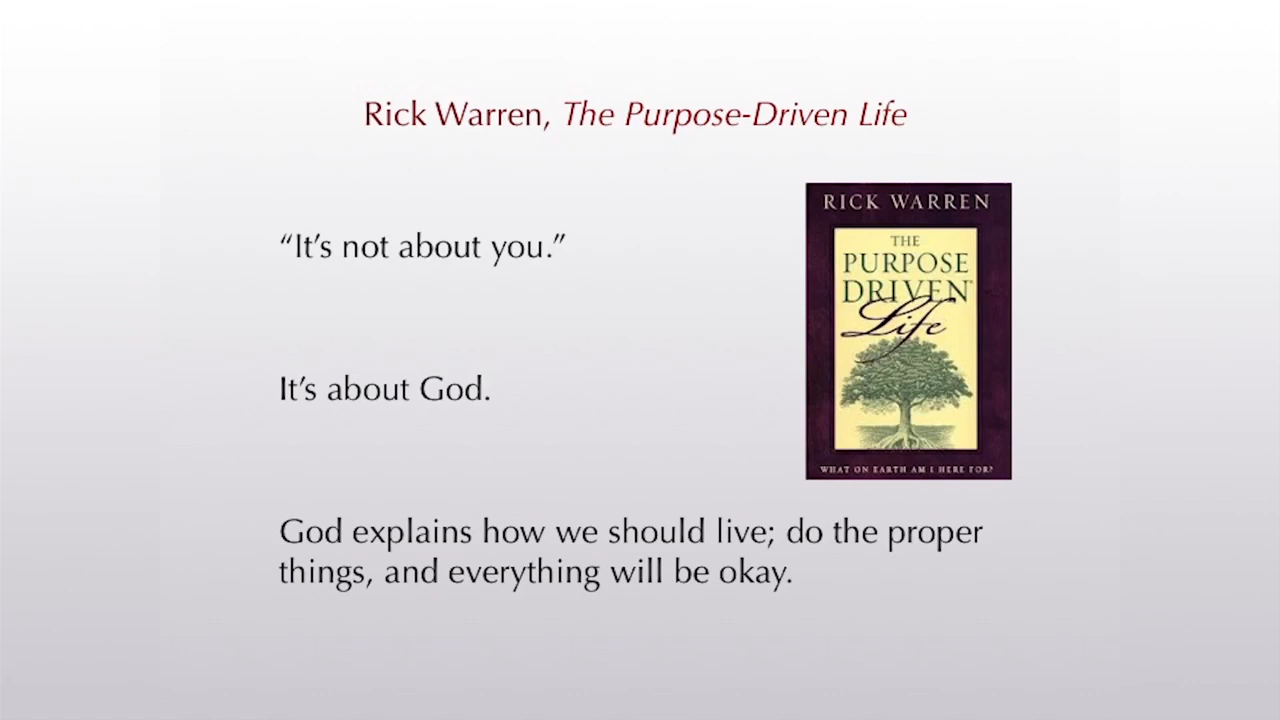 Rick Warren, The Purpose-Driven Life
“It’s not about you.”
It’s about God.
God explains how we should live; do the proper
things, and everything will be okay.
RICK WARREN
THE
PURPOSE
DRIVEN
Life
WHAT ON EARTH AM I HERE FOR?